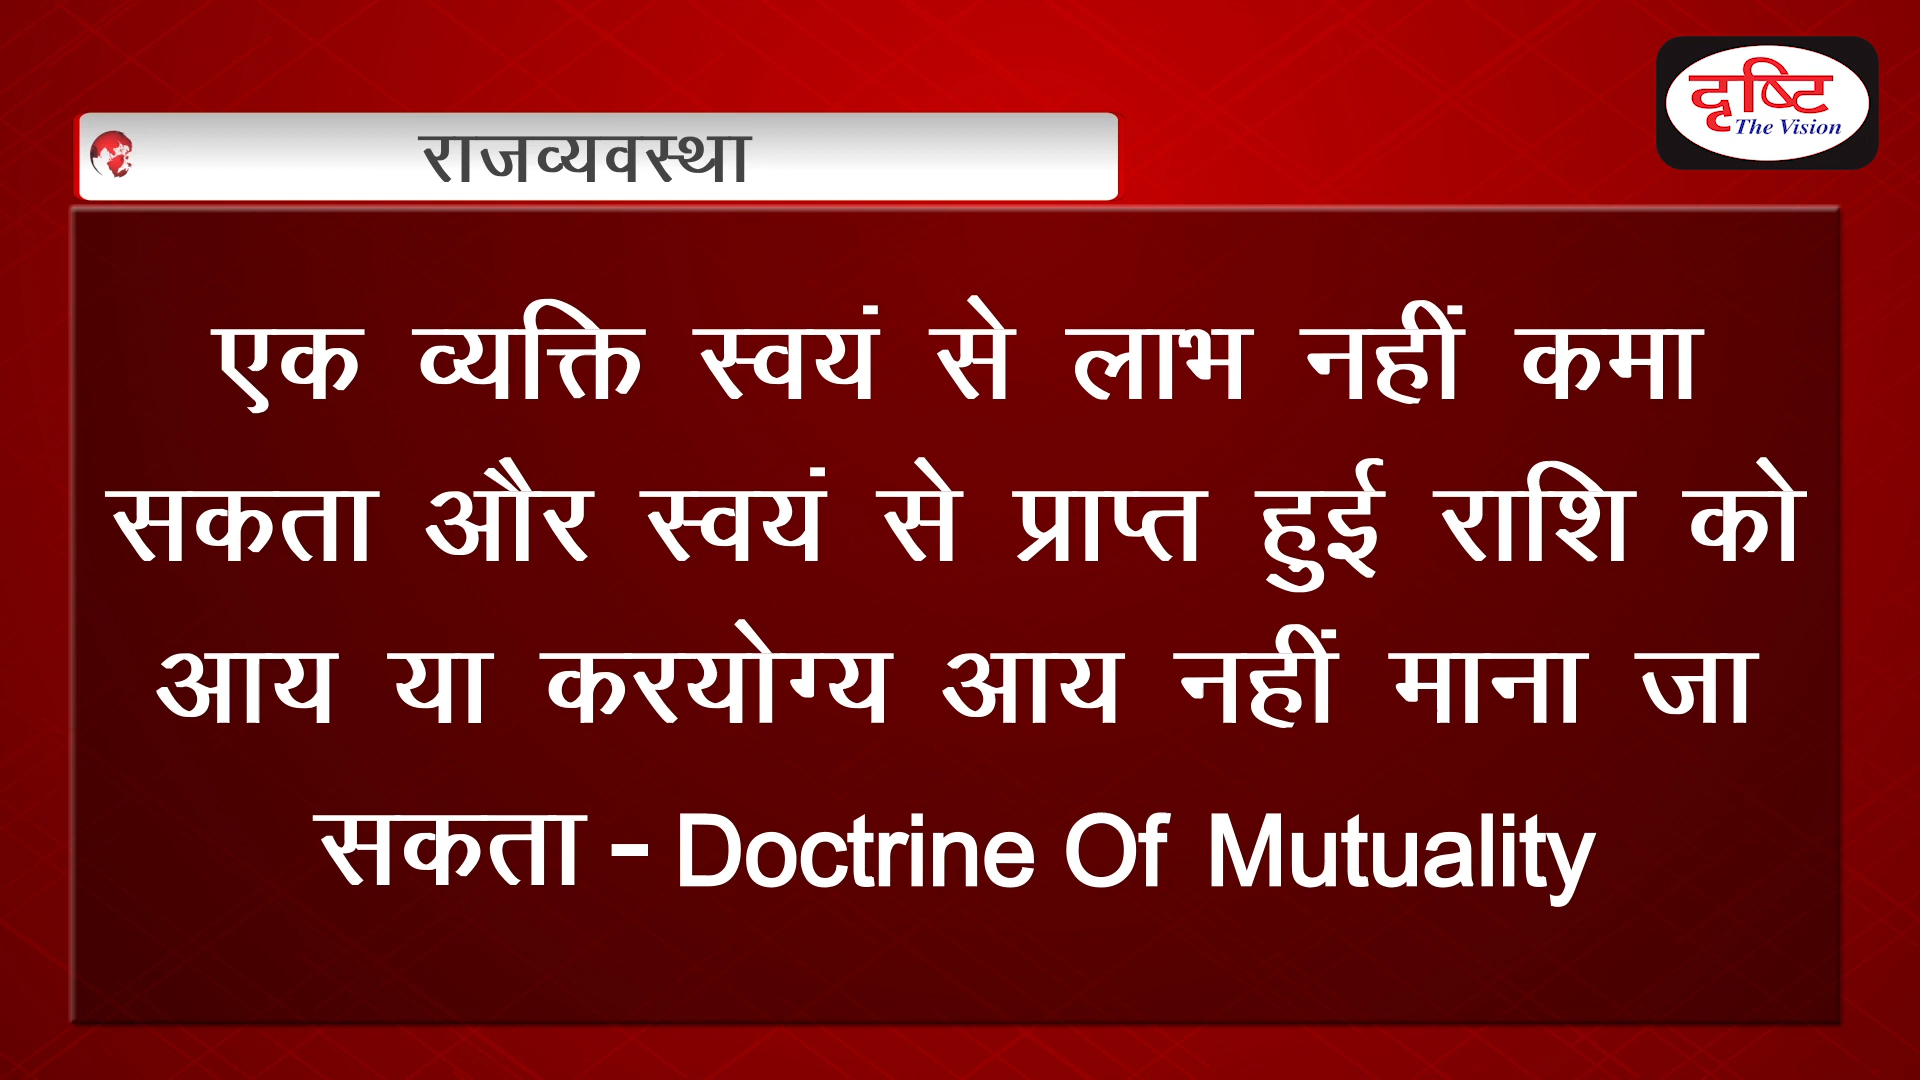 दृष्टि
The Vision
राजव्यवस्था
एक व्यक्ति स्वयं से लाभ नहीं कमा
सकता और स्वयं से प्राप्त हुई राशि को
आय या करयोग्य आय नहीं माना जा
सकता - Doctrine Of Mutuality